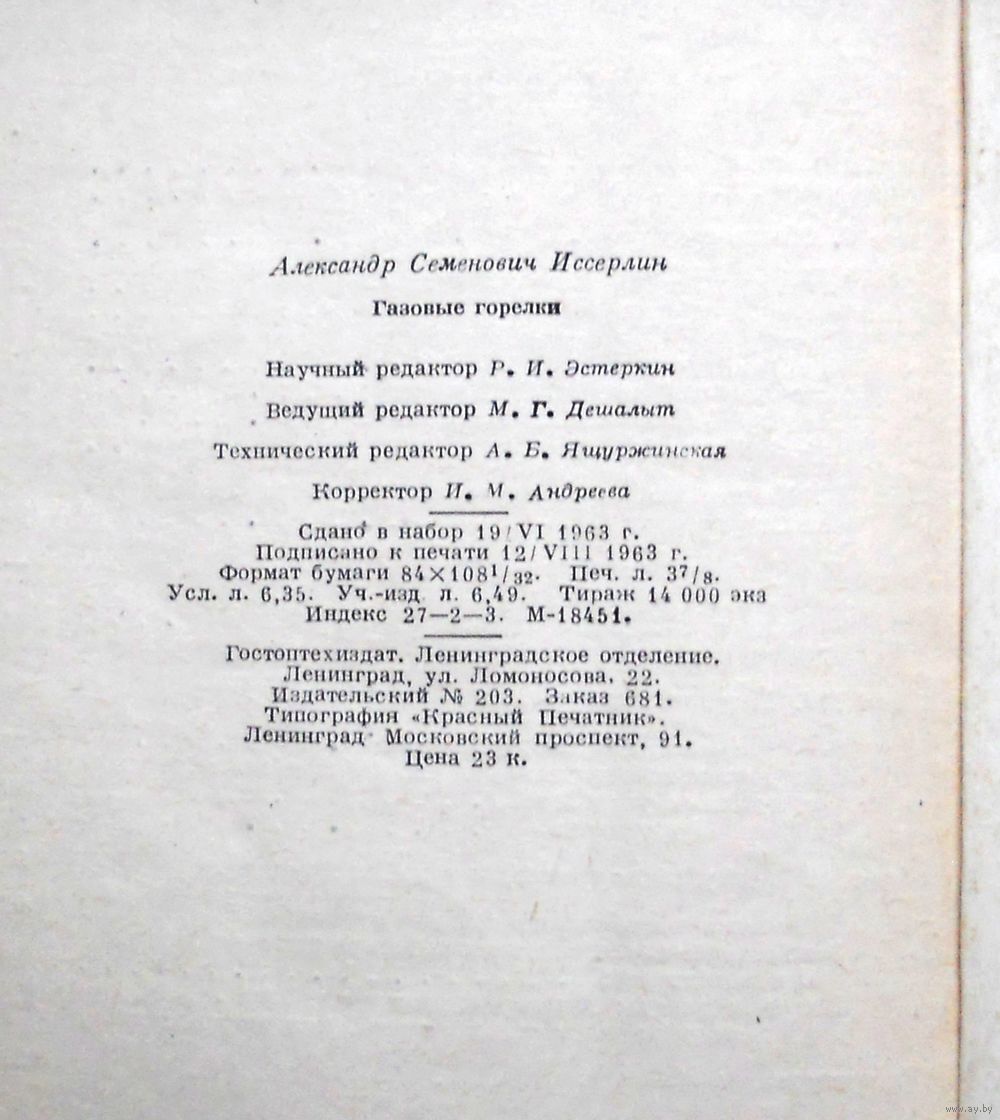 Александр Семенович Иссерлин
Газовые горелки
Научный редактор Р. И. Эстеркин
Ведущий редактор М. Г. Дешалыт
Технический редактор А. Б. Ящуржинская
Корректор И. М. Андреева
Сдано в набор 19/VI 1963 г.
Подписано к печати 12/VIII 1963 г.
Формат бумаги 84×108¹/₃₂. Печ. л. 3⁷/₈.
Усл. л. 6,35. Уч.-изд л. 6,49. Тираж 14 000 экз
Индекс 27—2—3. М-18451.
Гостоптехиздат. Ленинградское отделение.
Ленинград, ул. Ломоносова, 22.
Издательский № 203. Заказ 681.
Типография «Красный Печатник».
Ленинград Московский проспект, 91.
Цена 23 к.
www.ay.by